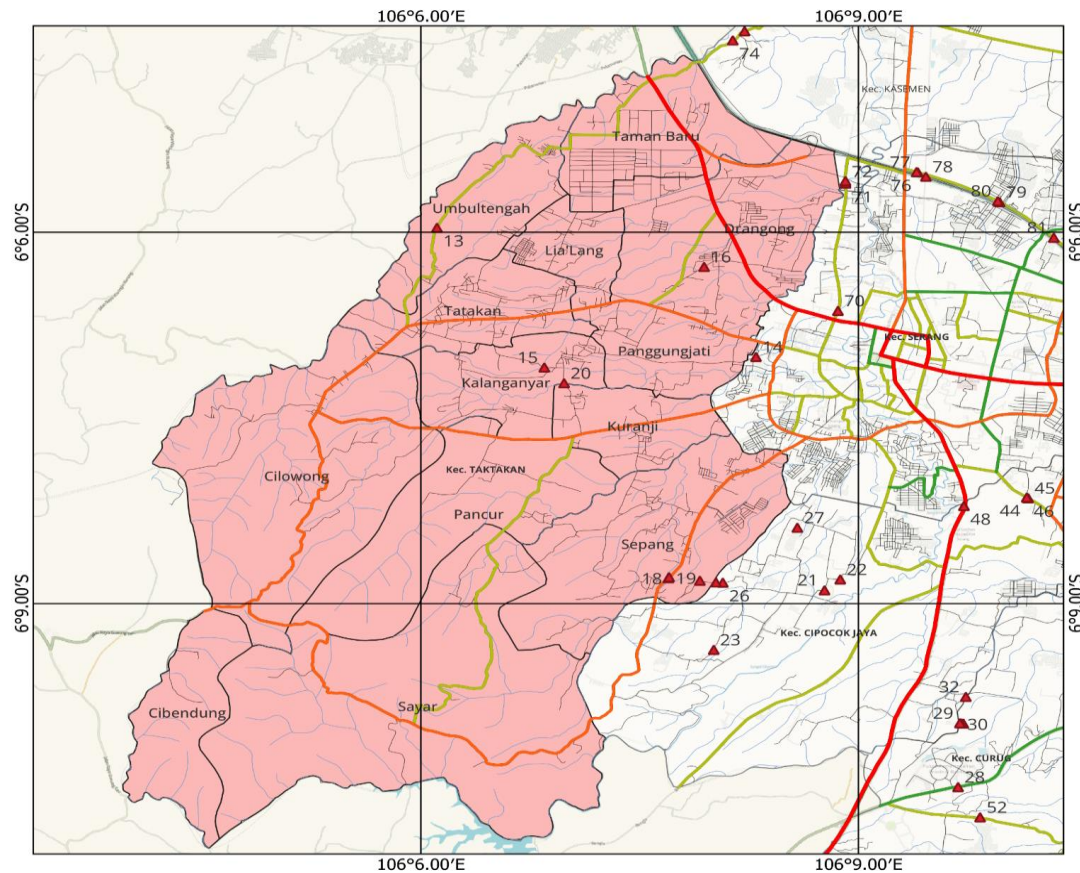 106°6.00′E 106°9.00′E
74
Kec. KASEMEN
Taman Baru
77 78
72 76
71
80 79
Umbultengah
13
6°6.00′S 6°6.00′S
Drangong
81
Lia'Lang
16
Tatakan
70
Kec. SERANG
Panggungjati
14
15
Kalanganyar
20
Kuranji
Kec. TAKTAKAN
Cilowong
45
44 46
48
Pancur
27
Sepang
18 19
26
22
21
6°9.00′S 6°9.00′S
Kec. CIPOCOK JAYA
23
32
Sayar
Cibendung
29 30
Kec. CURUG
28
52
106°6.00′E 106°9.00′E